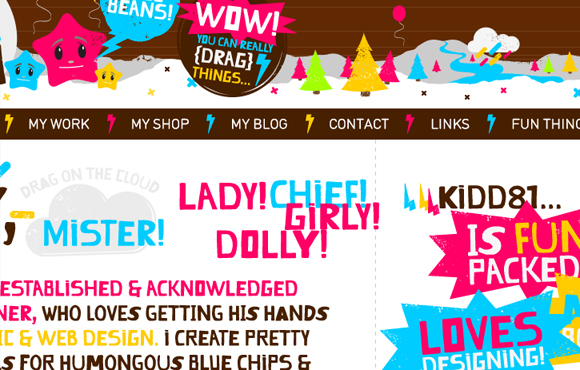 BEANS!
WOW!
YOU CAN REALLY
{DRAG}
THINGS...
MY WORK MY SHOP MY BLOG CONTACT LINKS FUN THING
DRAG ON THE CLOUD
MISTER!
LADY! CHIEF!
GIRLY!
DOLLY!
ESTABLISHED & ACKNOWLEDGED
NER, WHO LOVES GETTING HIS HANDS
IC & WEB DESIGN. I CREATE PRETTY
LS FOR HUMONGOUS BLUE CHIPS &
KIDD81...
IS FUN
PACKED
LOVES
DESIGNING!